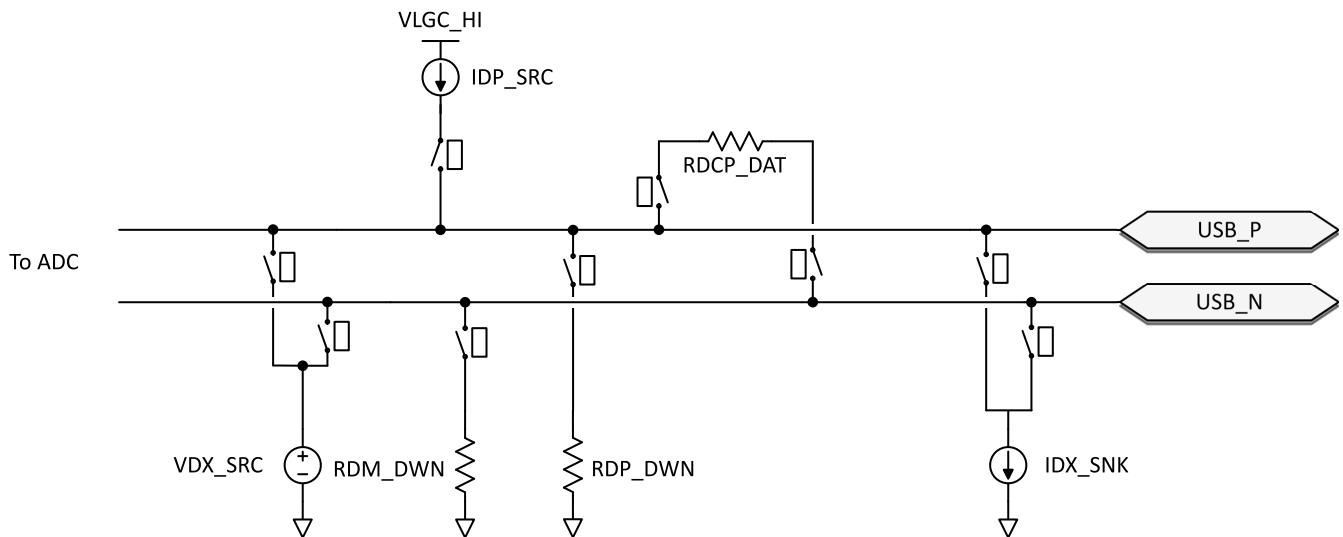 VLGC_HI
IDP_SRC
RDCP_DAT
USB_P
To ADC
USB_N
VDX_SRC
RDM_DWN
RDP_DWN
IDX_SNK